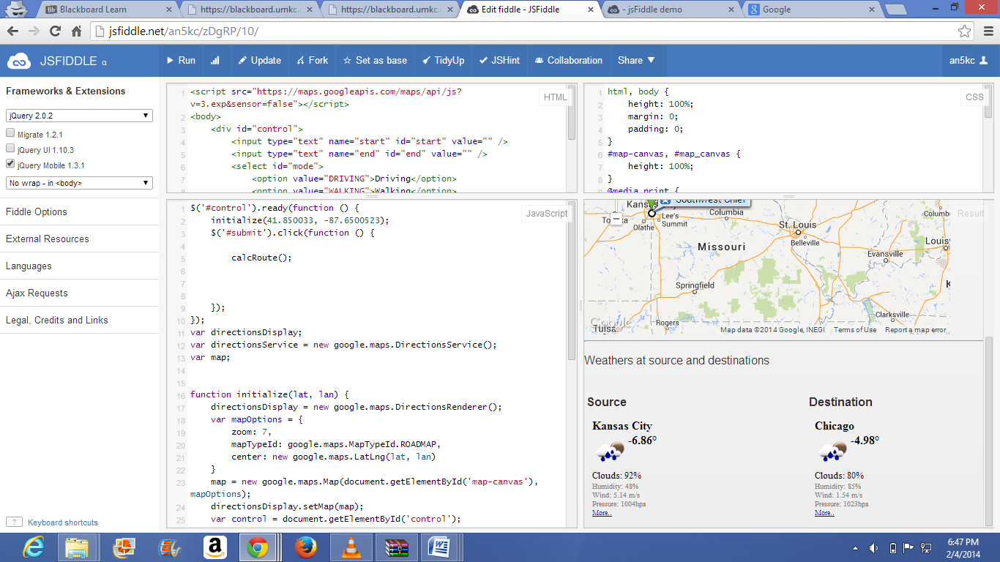 Blackboard Learn
https://blackboard.umkc.
https://blackboard.umkc.
Edit fiddle - JSFiddle
- jsFiddle demo
Google
jsfiddle.net/an5kc/zDgRP/10/
JSFIDDLE α
Run
Update
Fork
Set as base
TidyUp
JSHint
Collaboration
Share
an5kc
Frameworks & Extensions
jQuery 2.0.2
Migrate 1.2.1
jQuery UI 1.10.3
jQuery Mobile 1.3.1
No wrap - in <body>
Fiddle Options
External Resources
Languages
Ajax Requests
Legal, Credits and Links
? Keyboard shortcuts
HTML
1 <script src="https://maps.googleapis.com/maps/api/js?
v=3.exp&sensor=false"></script>
2 <body>
3 <div id="control">
4 <input type="text" name="start" id="start" value="" />
5 <input type="text" name="end" id="end" value="" />
6 <select id="mode">
7 <option value="DRIVING">Driving</option>
8 <option value="WALKING">Walking</option>
CSS
1 html, body {
2 height: 100%;
3 margin: 0;
4 padding: 0;
5 }
6 #map-canvas, #map_canvas {
7 height: 100%;
8 }
9 @media print {
JavaScript
1 $('#control').ready(function () {
2 initialize(41.850033, -87.6500523);
3 $('#submit').click(function () {
4
5 calcRoute();
6
7
8
9 });
10 });
11 var directionsDisplay;
12 var directionsService = new google.maps.DirectionsService();
13 var map;
14
15
16 function initialize(lat, lan) {
17 directionsDisplay = new google.maps.DirectionsRenderer();
18 var mapOptions = {
19 zoom: 7,
20 mapTypeId: google.maps.MapTypeId.ROADMAP,
21 center: new google.maps.LatLng(lat, lan)
22 }
23 map = new google.maps.Map(document.getElementById('map-canvas'),
mapOptions);
24 directionsDisplay.setMap(map);
25 var control = document.getElementById('control');
Result
Southwest Chief
Kansas
Columbia
Lee's
Summit
Olathe
St. Louis
Belleville
Missouri
Evansville
Springfield
Clarksville
Rogers
Tulsa
Google
Map data ©2014 Google, INEGI
Terms of Use
Report a map error
Weathers at source and destinations
Source
Destination
Kansas City
-6.86°
Clouds: 92%
Humidity: 48%
Wind: 5.14 m/s
Pressure: 1004hpa
More..
Chicago
-4.98°
Clouds: 80%
Humidity: 85%
Wind: 1.54 m/s
Pressure: 1023hpa
More..
6:47 PM
2/4/2014